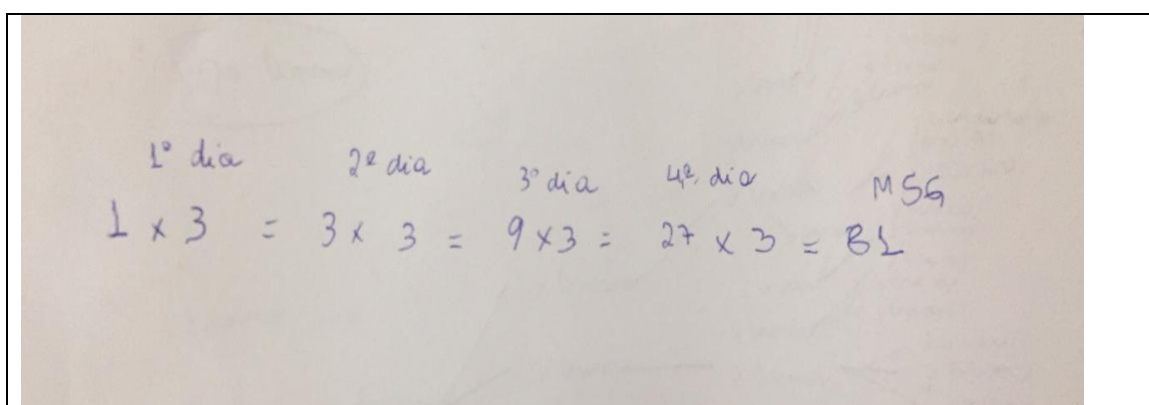 1º dia 2º dia 3º dia 4º dia MSG
1 x 3 = 3 x 3 = 9 x 3 = 27 x 3 = 81